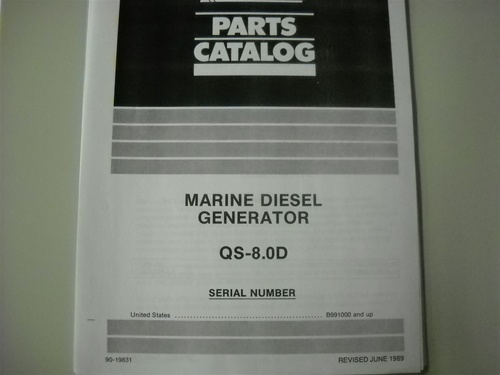 PARTS
CATALOG
MARINE DIESEL
GENERATOR
QS-8.0D
SERIAL NUMBER
United States ........................................ B991000 and up
90-19831 REVISED JUNE 1989